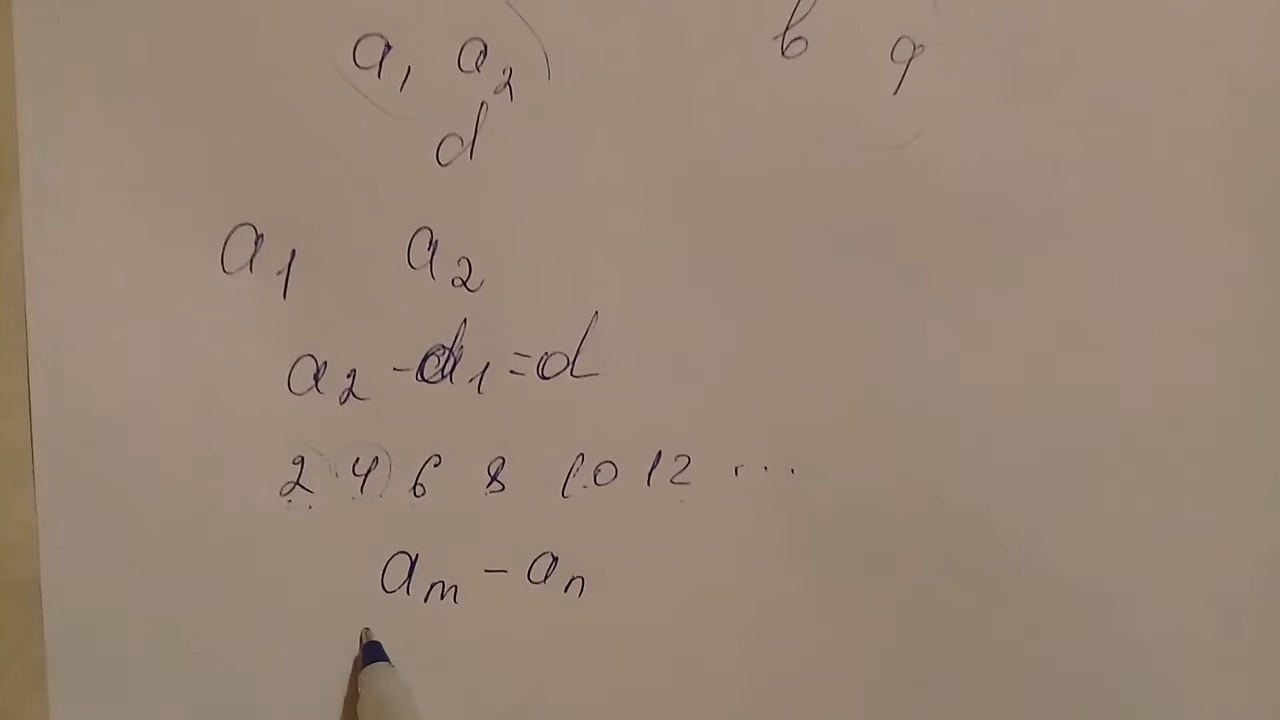 a₁ a₂ b q
d
a₁ a₂
a₂ - a₁ = d
2 4 6 8 10 12 ...
aₘ - aₙ